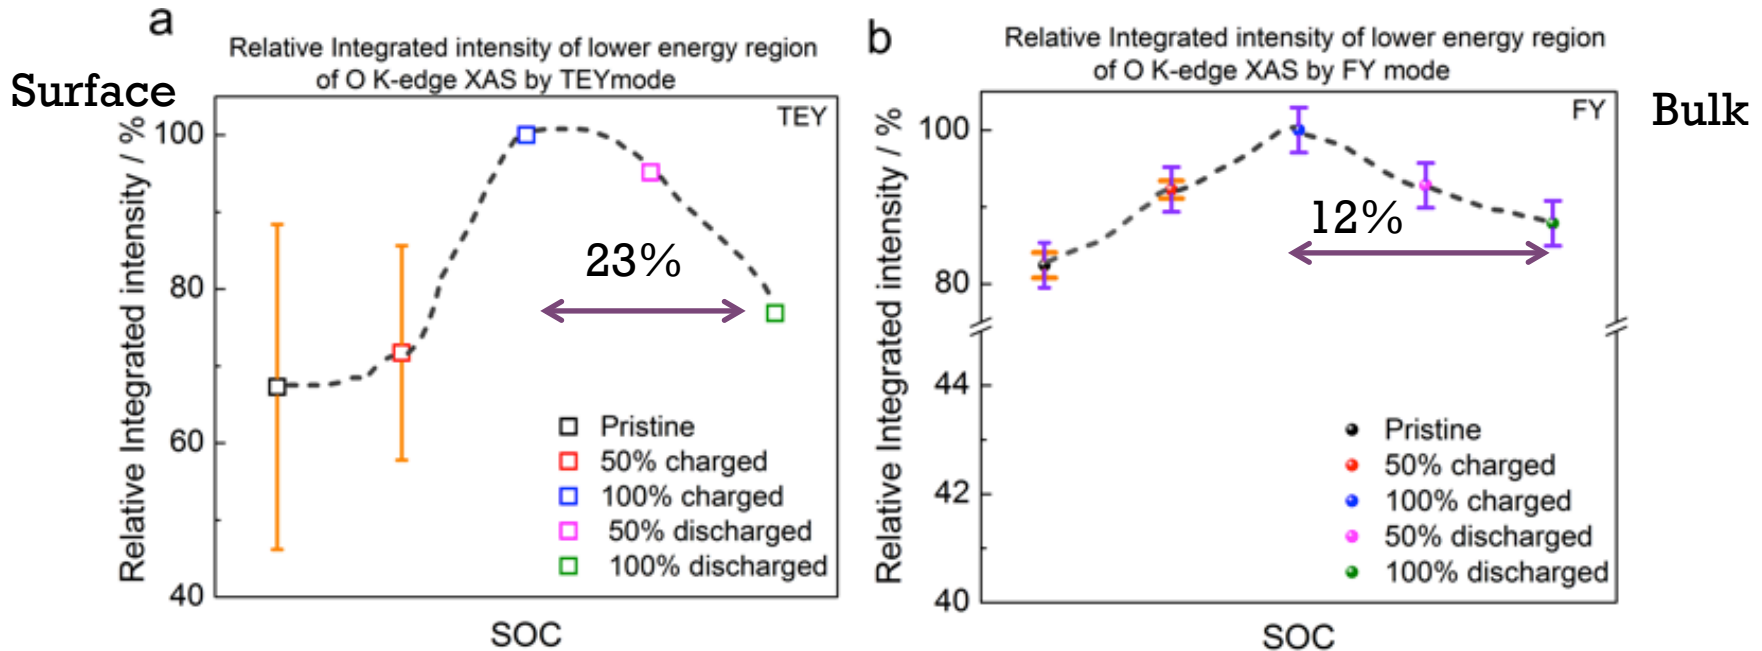 a
Relative Integrated intensity of lower energy region
of O K-edge XAS by TEYmode
Surface
TEY
Relative Integrated intensity / %
100
80
60
40
23%
Pristine
50% charged
100% charged
50% discharged
100% discharged
SOC
b
Relative Integrated intensity of lower energy region
of O K-edge XAS by FY mode
Bulk
FY
Relative Integrated intensity / %
100
80
44
42
40
12%
Pristine
50% charged
100% charged
50% discharged
100% discharged
SOC